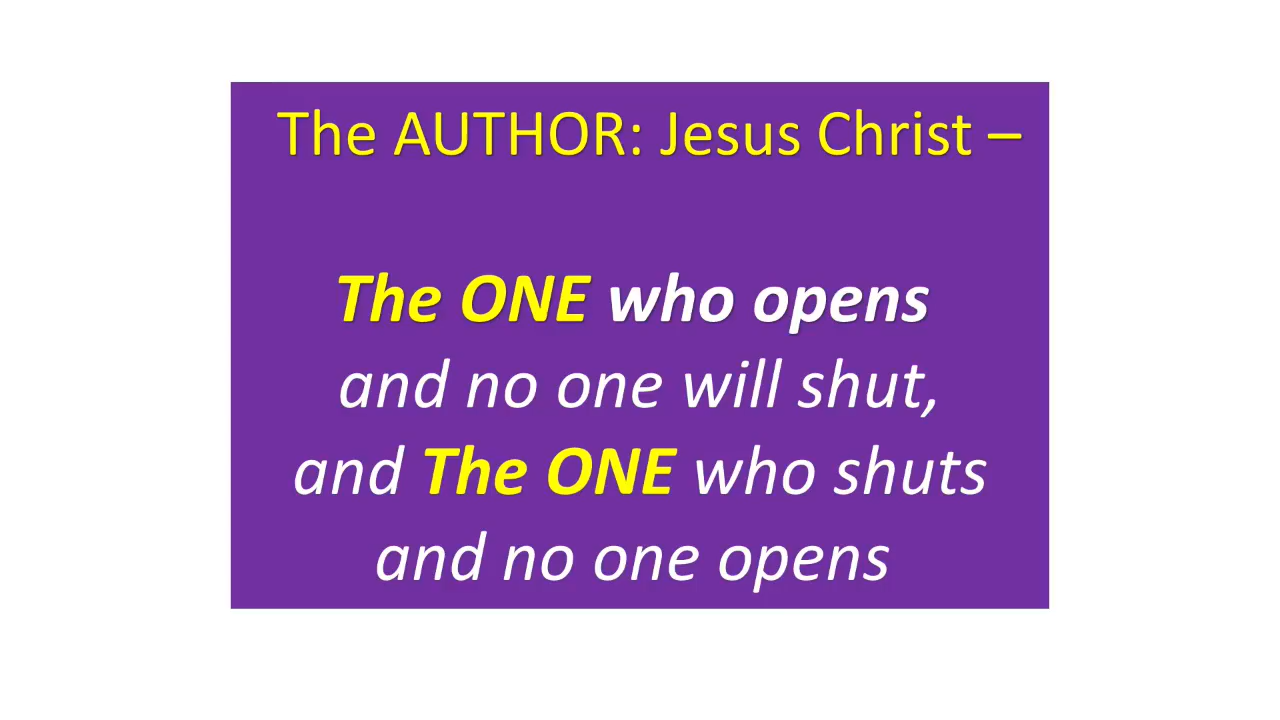 The AUTHOR: Jesus Christ –
The ONE who opens
and no one will shut,
and The ONE who shuts
and no one opens